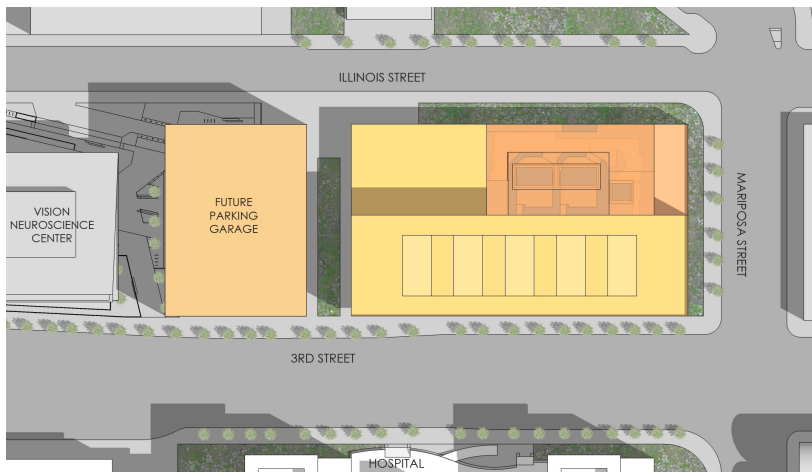 ILLINOIS STREET
VISION
NEUROSCIENCE
CENTER
FUTURE
PARKING
GARAGE
MARIPOSA STREET
3RD STREET
HOSPITAL